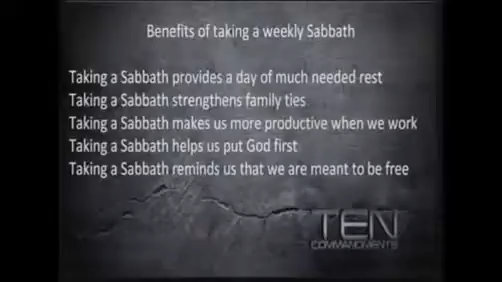 Benefits of taking a weekly Sabbath
Taking a Sabbath provides a day of much needed rest
Taking a Sabbath strengthens family ties
Taking a Sabbath makes us more productive when we work
Taking a Sabbath helps us put God first
Taking a Sabbath reminds us that we are meant to be free
TEN
COMMANDMENTS